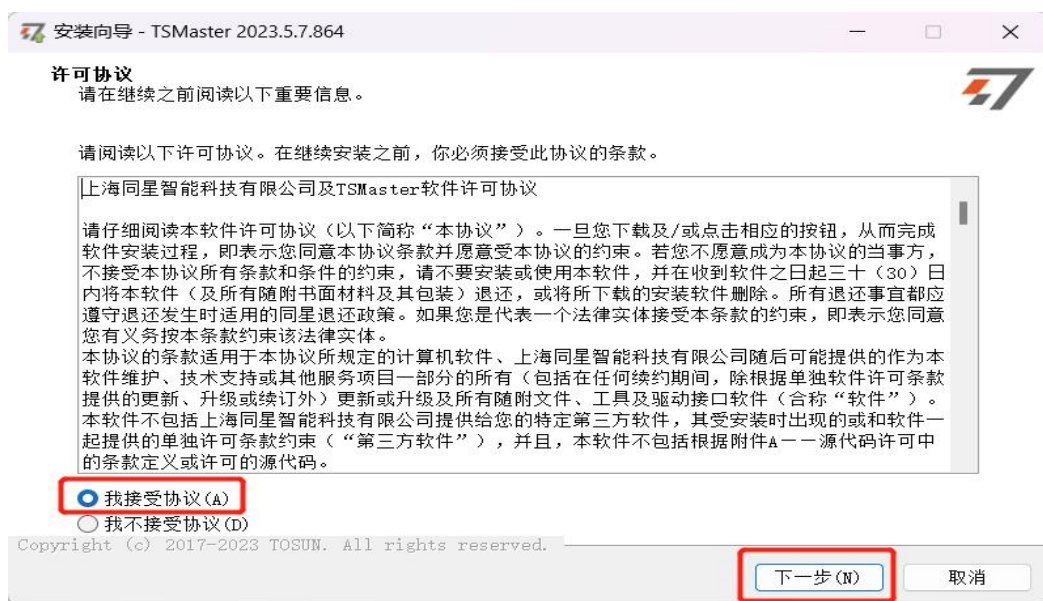 安装向导 - TSMaster 2023.5.7.864
许可协议
请在继续之前阅读以下重要信息。
请阅读以下许可协议。在继续安装之前，你必须接受此协议的条款。
上海同星智能科技有限公司及TSMaster软件许可协议
请仔细阅读本软件许可协议（以下简称“本协议”）。一旦您下载及/或点击相应的按钮，从而完成
软件安装过程，即表示您同意本协议条款并愿意受本协议的约束。若您不愿意成为本协议的当事方，
不接受本协议所有条款和条件的约束，请不要安装或使用本软件，并在收到软件之日起三十（30）日
内将本软件（及所有随附书面材料及其包装）退还，或将所下载的安装软件删除。所有退还事宜都应
遵守退还发生时适用的同星退还政策。如果您是代表一个法律实体接受本条款的约束，即表示您同意
您有义务按本条款约束该法律实体。
本协议的条款适用于本协议所规定的计算机软件、上海同星智能科技有限公司随后可能提供的作为本
软件维护、技术支持或其他服务项目一部分的所有（包括在任何续约期间，除根据单独软件许可条款
提供的更新、升级或续订外）更新或升级及所有随附文件、工具及驱动接口软件（合称“软件”）。
本软件不包括上海同星智能科技有限公司提供给您的特定第三方软件，其受安装时出现的或和软件一
起提供的单独许可条款约束（“第三方软件”），并且，本软件不包括根据附件A－－源代码许可中
的条款定义或许可的源代码。
我接受协议(A)
我不接受协议(D)
Copyright (c) 2017-2023 TOSUN. All rights reserved.
下一步(N)
取消